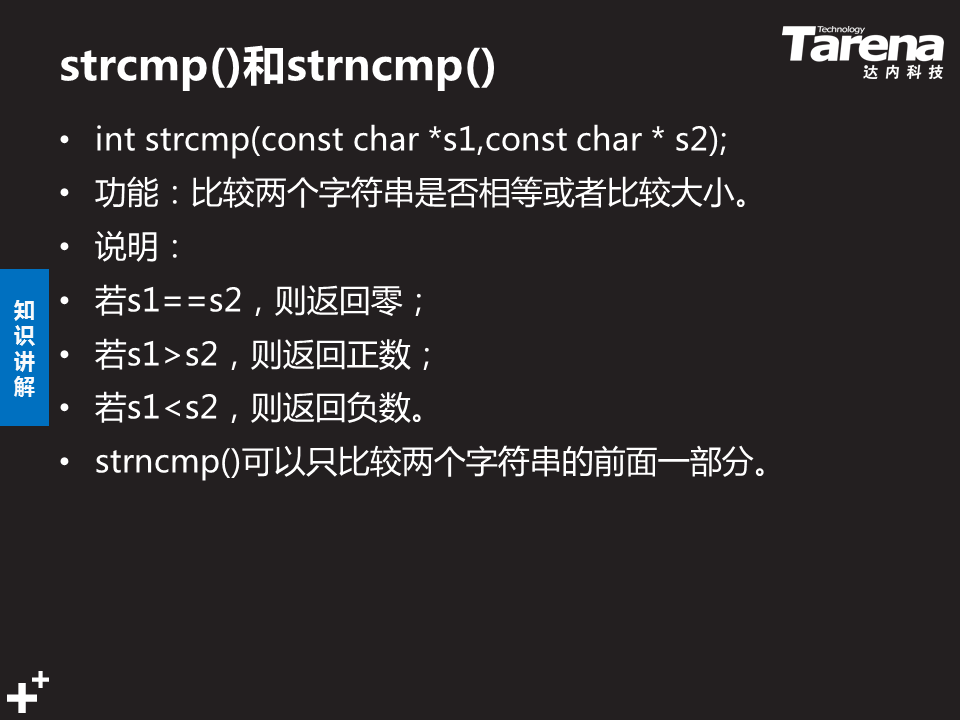 strcmp()和strncmp()
Technology
Tarena
达内科技
• int strcmp(const char *s1,const char * s2);
• 功能：比较两个字符串是否相等或者比较大小。
• 说明：
• 若s1==s2，则返回零；
• 若s1>s2，则返回正数；
• 若s1<s2，则返回负数。
• strncmp()可以只比较两个字符串的前面一部分。
知
识
讲
解